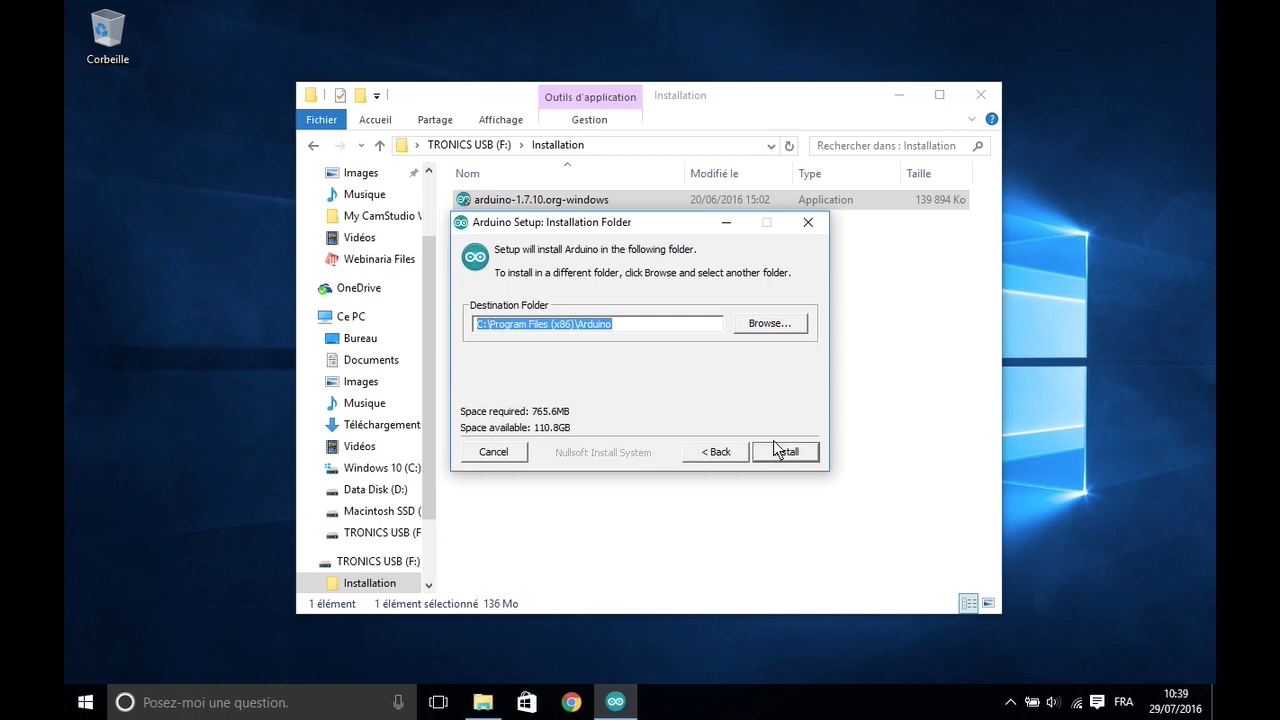 Corbeille
Outils d'application
Installation
Fichier
Accueil
Partage
Affichage
Gestion
TRONICS USB (F:)
Installation
Rechercher dans : Installation
Images
Musique
My CamStudio
Vidéos
Webinaria Files
OneDrive
Ce PC
Bureau
Documents
Images
Musique
Téléchargement
Vidéos
Windows 10 (C:)
Data Disk (D:)
Macintosh SSD (
TRONICS USB (F
TRONICS USB (F:)
Installation
Nom
Modifié le
Type
Taille
arduino-1.7.10.org-windows
20/06/2016 15:02
Application
139 894 Ko
Arduino Setup: Installation Folder
Setup will install Arduino in the following folder.
To install in a different folder, click Browse and select another folder.
Destination Folder
C:\Program Files (x86)\Arduino
Browse...
Space required: 765.6MB
Space available: 110.8GB
Cancel
Nullsoft Install System
< Back
1 élément
1 élément sélectionné 136 Mo
Posez-moi une question.
FRA
10:39
29/07/2016